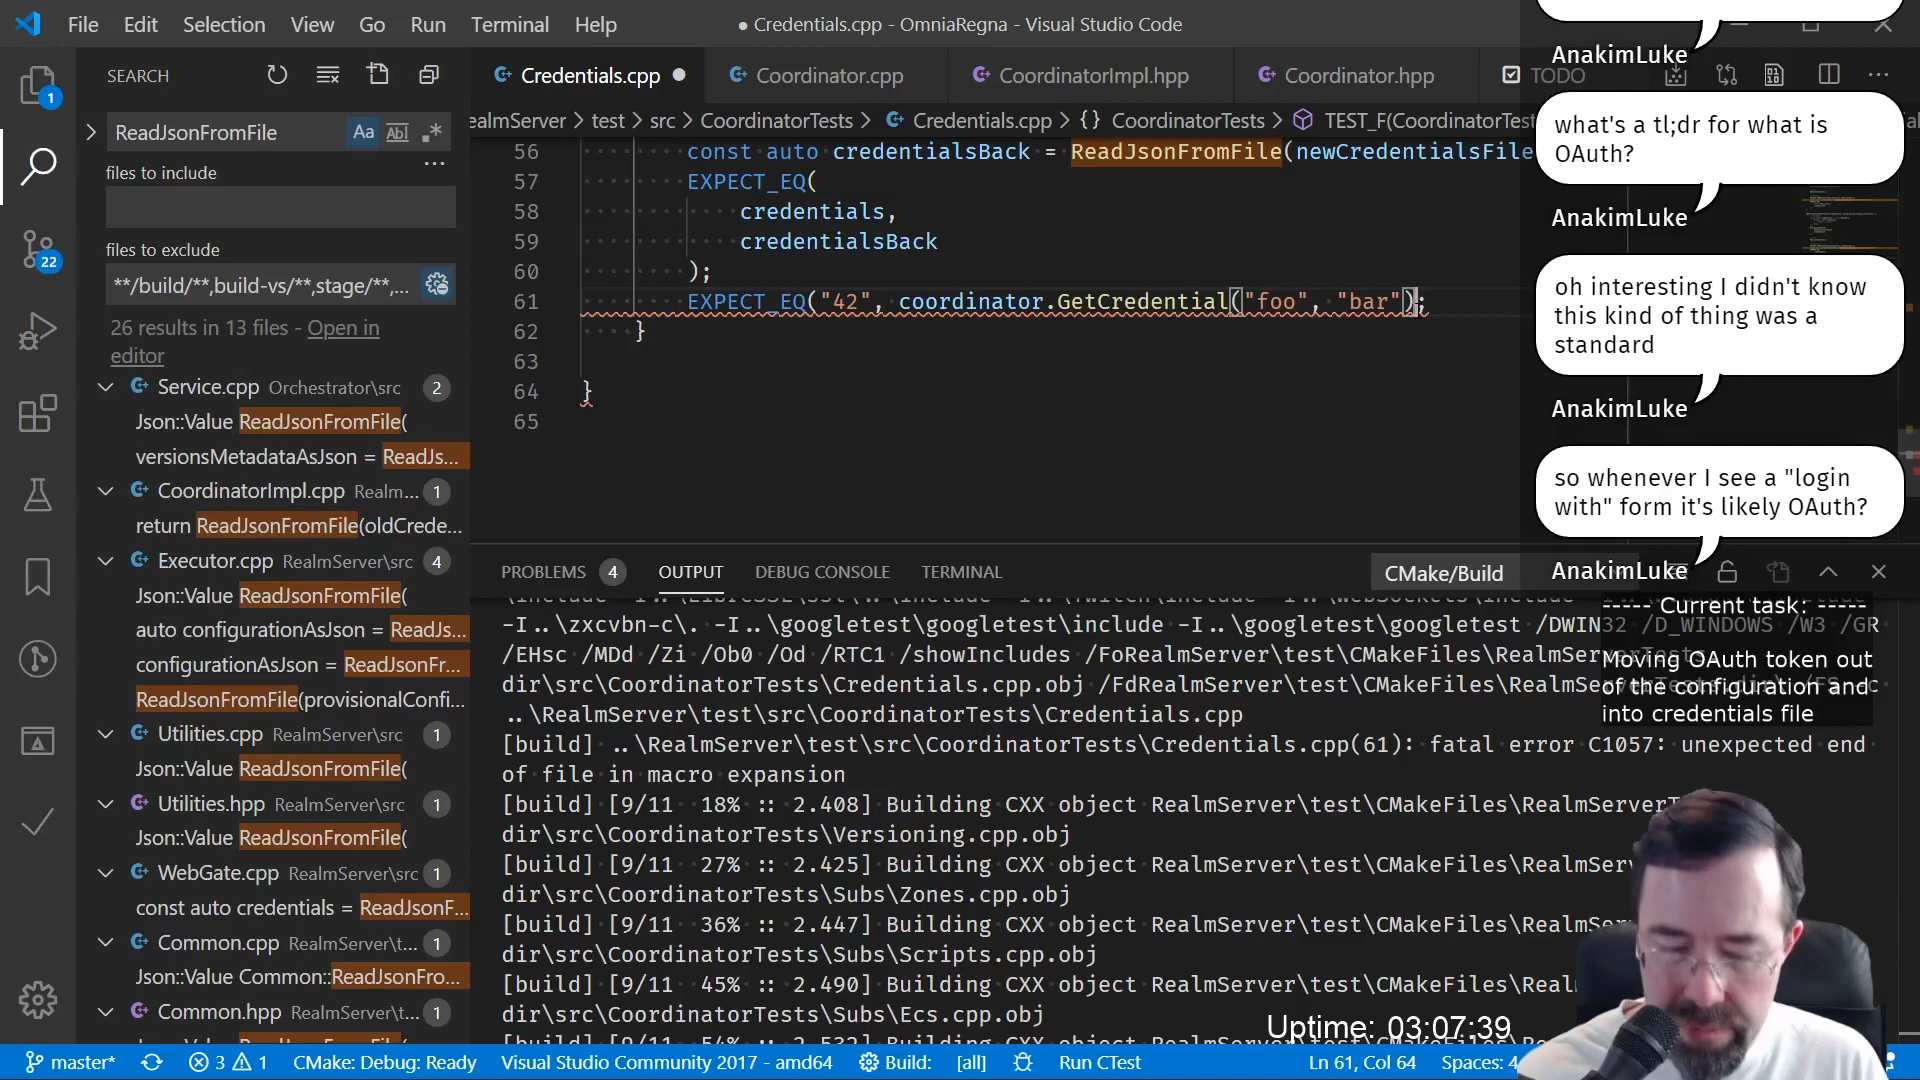 File Edit Selection View Go Run Terminal Help
● Credentials.cpp - OmniaRegna - Visual Studio Code
SEARCH
ReadJsonFromFile
files to include
files to exclude
**/build/**,build-vs/**,stage/**,...
26 results in 13 files - Open in
editor
Service.cpp Orchestrator\src 2
Json::Value ReadJsonFromFile(
versionsMetadataAsJson = ReadJs...
CoordinatorImpl.cpp Realm... 1
return ReadJsonFromFile(oldCrede...
Executor.cpp RealmServer\src 4
Json::Value ReadJsonFromFile(
auto configurationAsJson = ReadJs...
configurationAsJson = ReadJsonFr...
ReadJsonFromFile(provisionalConfi...
Utilities.cpp RealmServer\src 1
Json::Value ReadJsonFromFile(
Utilities.hpp RealmServer\src 1
Json::Value ReadJsonFromFile(
WebGate.cpp RealmServer\src 1
const auto credentials = ReadJsonF...
Common.cpp RealmServer\t... 1
Json::Value Common::ReadJsonFro...
Common.hpp RealmServer\t... 1
Credentials.cpp Coordinator.cpp CoordinatorImpl.hpp Coordinator.hpp TODO
ealmServer > test > src > CoordinatorTests > Credentials.cpp > {} CoordinatorTests > TEST_F(CoordinatorTest
56 const auto credentialsBack = ReadJsonFromFile(newCredentialsFile
57 EXPECT_EQ(
58 credentials,
59 credentialsBack
60 );
61 EXPECT_EQ("42", coordinator.GetCredential("foo", "bar");
62 }
63
64 }
65
PROBLEMS 4 OUTPUT DEBUG CONSOLE TERMINAL CMake/Build
-I..\zxcvbn-c\. -I..\googletest\googletest\include -I..\googletest\googletest /DWIN32 /D_WINDOWS /W3 /GR
/EHsc /MDd /Zi /Ob0 /Od /RTC1 /showIncludes /FoRealmServer\test\CMakeFiles\RealmServerTests.
dir\src\CoordinatorTests\Credentials.cpp.obj /FdRealmServer\test\CMakeFiles\RealmServerTests.dir\ /FS -c
..\RealmServer\test\src\CoordinatorTests\Credentials.cpp
[build] ..\RealmServer\test\src\CoordinatorTests\Credentials.cpp(61): fatal error C1057: unexpected end
of file in macro expansion
[build] [9/11 18% :: 2.408] Building CXX object RealmServer\test\CMakeFiles\RealmServerT
dir\src\CoordinatorTests\Versioning.cpp.obj
[build] [9/11 27% :: 2.425] Building CXX object RealmServer\test\CMakeFiles\RealmServ
dir\src\CoordinatorTests\Subs\Zones.cpp.obj
[build] [9/11 36% :: 2.447] Building CXX object RealmServer\test\CMakeFiles\RealmServ
dir\src\CoordinatorTests\Subs\Scripts.cpp.obj
[build] [9/11 45% :: 2.490] Building CXX object RealmServer\test\CMakeFiles\Real
dir\src\CoordinatorTests\Subs\Ecs.cpp.obj
AnakimLuke
what's a tl;dr for what is
OAuth?
AnakimLuke
oh interesting I didn't know
this kind of thing was a
standard
AnakimLuke
so whenever I see a "login
with" form it's likely OAuth?
AnakimLuke
----- Current task: -----
Moving OAuth token out
of the configuration and
into credentials file
Uptime: 03:07:39
1
22
master* 3 1 CMake: Debug: Ready Visual Studio Community 2017 - amd64 Build: [all] Run CTest Ln 61, Col 64 Spaces: 4